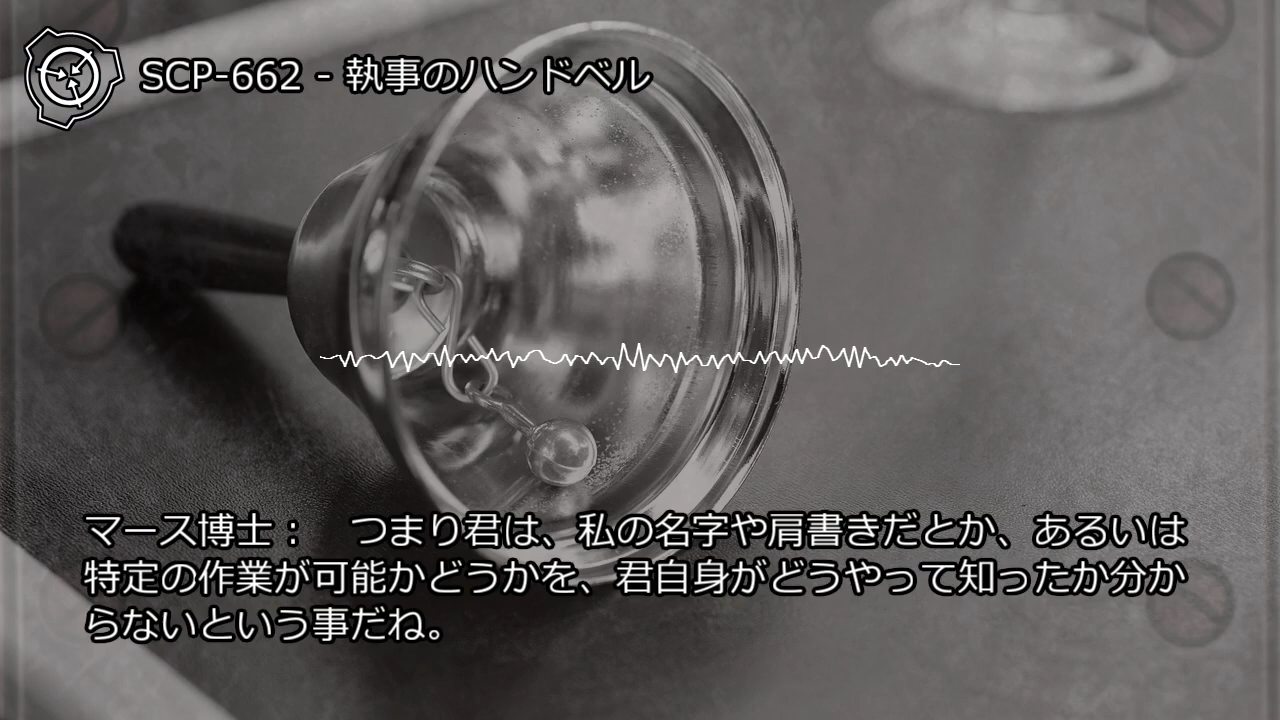 SCP-662 - 執事のハンドベル
マース博士： つまり君は、私の名字や肩書きだとか、あるいは
特定の作業が可能かどうかを、君自身がどうやって知ったか分か
らないという事だね。